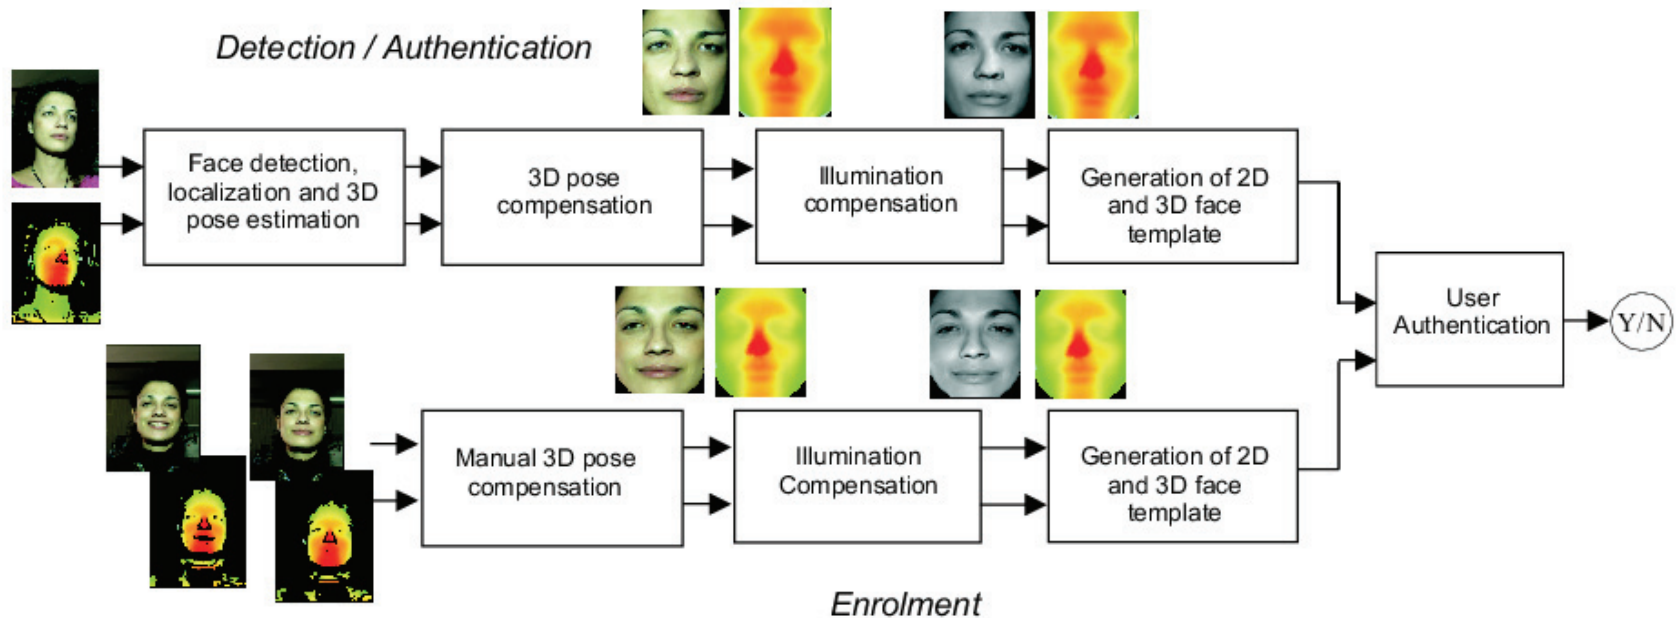 Detection / Authentication
Face detection,
localization and 3D
pose estimation
3D pose
compensation
Illumination
compensation
Generation of 2D
and 3D face
template
User
Authentication
Y/N
Manual 3D pose
compensation
Illumination
Compensation
Generation of 2D
and 3D face
template
Enrolment